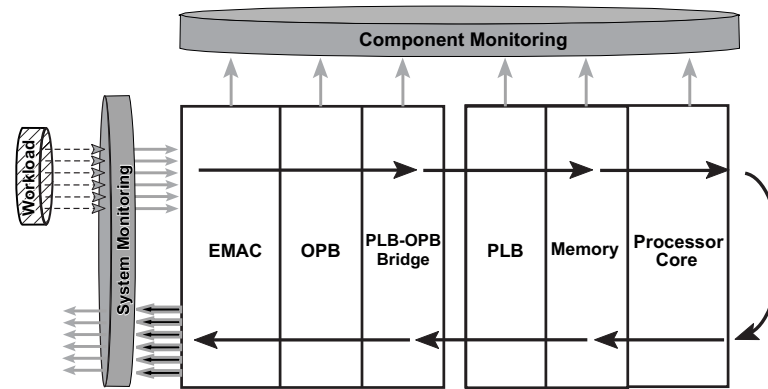 Component Monitoring
Workload
System Monitoring
EMAC
OPB
PLB-OPB
Bridge
PLB
Memory
Processor
Core